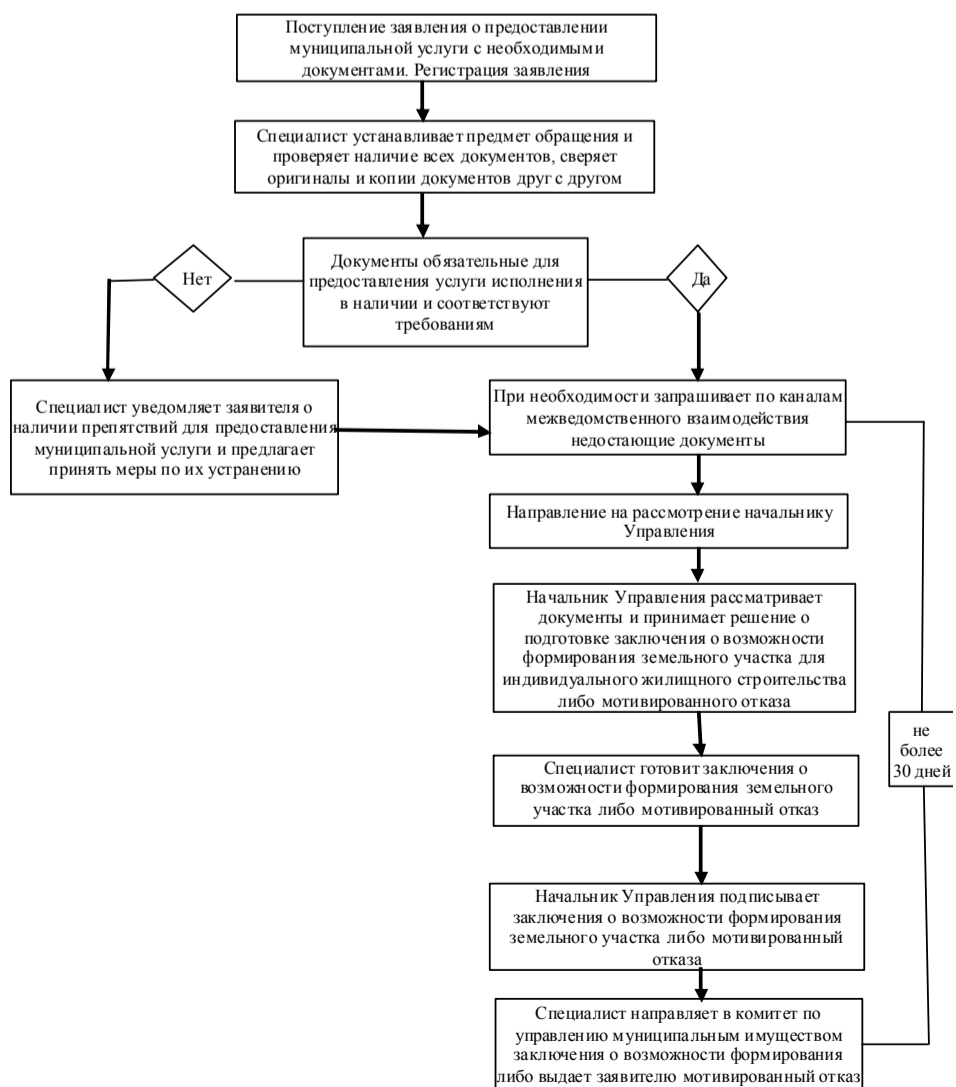 Поступление заявления о предоставлении
муниципальной услуги с необходимыми
документами. Регистрация заявления
Специалист устанавливает предмет обращения и
проверяет наличие всех документов, сверяет
оригиналы и копии документов друг с другом
Нет
Документы обязательные для
предоставления услуги исполнения
в наличии и соответствуют
требованиям
Да
Специалист уведомляет заявителя о
наличии препятствий для предоставления
муниципальной услуги и предлагает
принять меры по их устранению
При необходимости запрашивает по каналам
межведомственного взаимодействия
недостающие документы
Направление на рассмотрение начальнику
Управления
Начальник Управления рассматривает
документы и принимает решение о
подготовке заключения о возможности
формирования земельного участка для
индивидуального жилищного строительства
либо мотивированного отказа
не
более
30 дней
Специалист готовит заключения о
возможности формирования земельного
участка либо мотивированный отказ
Начальник Управления подписывает
заключения о возможности формирования
земельного участка либо мотивированный
отказа
Специалист направляет в комитет по
управлению муниципальным имуществом
заключения о возможности формирования
либо выдает заявителю мотивированный отказ